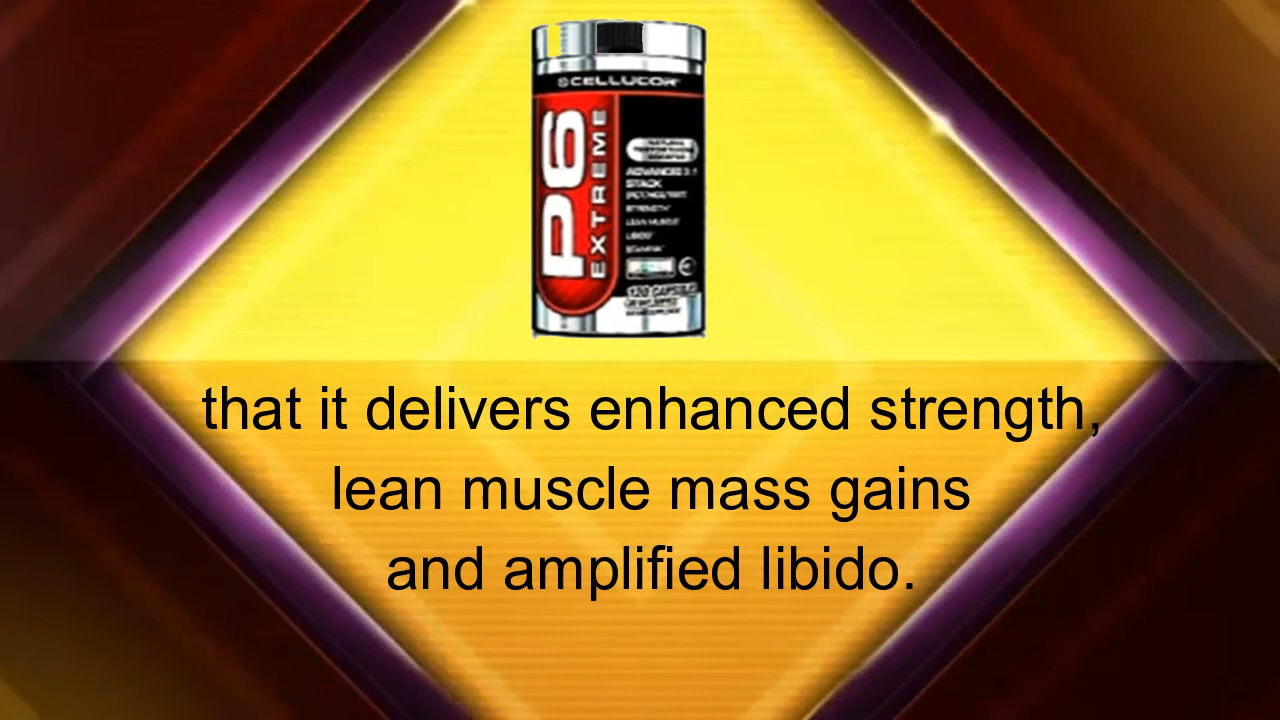 CELLUCOR
P6
EXTREME
ADVANCED 3:1
STACK
STRENGTH
LEAN MUSCLE
LIBIDO
120 CAPSULES
that it delivers enhanced strength,
lean muscle mass gains
and amplified libido.